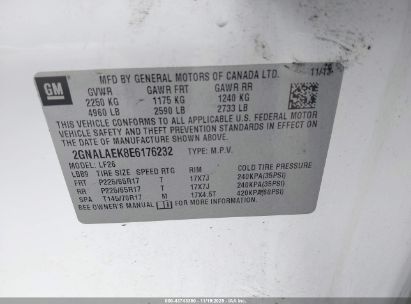 GM
MFD BY GENERAL MOTORS OF CANADA LTD. 11/13
GVWR GAWR FRT GAWR RR
2250 KG 1175 KG 1240 KG
4960 LB 2590 LB 2733 LB
THIS VEHICLE CONFORMS TO ALL APPLICABLE U.S. FEDERAL MOTOR
VEHICLE SAFETY AND THEFT PREVENTION STANDARDS IN EFFECT ON
THE DATE OF MANUFACTURE SHOWN ABOVE.
2GNALAEK8E6176232 TYPE: M.P.V.
MODEL: LF26
TIRE SIZE SPEED RTG RIM COLD TIRE PRESSURE
FRT P225/65R17 T 17X7J 240KPA(35PSI)
RR P225/65R17 T 17X7J 240KPA(35PSI)
SPA T145/70R17 M 17X4.5T 420KPA(60PSI)
SEE OWNER'S MANUAL FOR MORE INFORMATION.